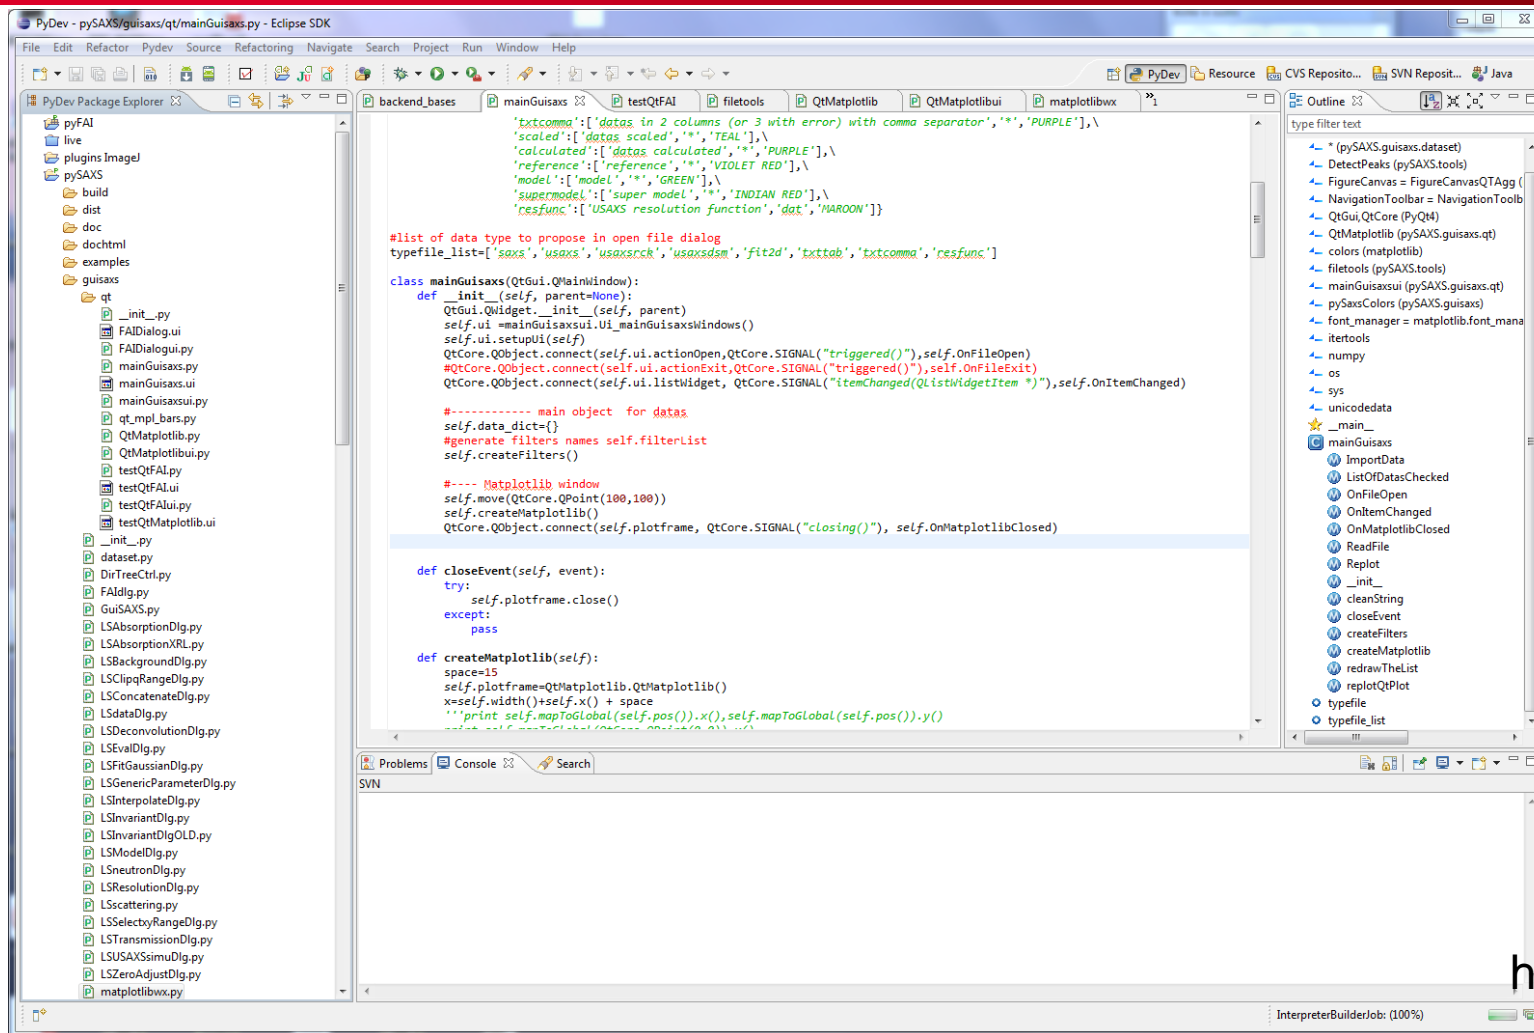 PyDev - pySAXS/guisaxs/qt/mainGuisaxs.py - Eclipse SDK
File Edit Refactor Pydev Source Refactoring Navigate Search Project Run Window Help
PyDev Resource CVS Reposito... SVN Reposit... Java
PyDev Package Explorer
pyFAI
live
plugins ImageJ
pySAXS
build
dist
doc
dochtml
examples
guisaxs
qt
__init__.py
FAIDialog.ui
FAIDialogui.py
mainGuisaxs.py
mainGuisaxs.ui
mainGuisaxsui.py
qt_mpl_bars.py
QtMatplotlib.py
QtMatplotlibui.py
testQtFAI.py
testQtFAI.ui
testQtFAIui.py
testQtMatplotlib.ui
__init__.py
dataset.py
DirTreeCtrl.py
FAIdlg.py
GuiSAXS.py
LSAbsorptionDlg.py
LSAbsorptionXRL.py
LSBackgroundDlg.py
LSClipqRangeDlg.py
LSConcatenateDlg.py
LSdataDlg.py
LSDeconvolutionDlg.py
LSEvalDlg.py
LSFitGaussianDlg.py
LSGenericParameterDlg.py
LSInterpolateDlg.py
LSInvariantDlg.py
LSInvariantDlgOLD.py
LSModelDlg.py
LSneutronDlg.py
LSResolutionDlg.py
LSscattering.py
LSSelectxyRangeDlg.py
LSTransmissionDlg.py
LSUSAXSsimuDlg.py
LSZeroAdjustDlg.py
matplotlibwx.py
backend_bases mainGuisaxs testQtFAI filetools QtMatplotlib QtMatplotlibui matplotlibwx »1
'txtcomma':['datas in 2 columns (or 3 with error) with comma separator','*','PURPLE'],\
'scaled':['datas scaled','*','TEAL'],\
'calculated':['datas calculated','*','PURPLE'],\
'reference':['reference','*','VIOLET RED'],\
'model':['model','*','GREEN'],\
'supermodel':['super model','*','INDIAN RED'],\
'resfunc':['USAXS resolution function','dat','MAROON']}
#list of data type to propose in open file dialog
typefile_list=['saxs','usaxs','usaxsrck','usaxsdsm','fit2d','txttab','txtcomma','resfunc']
class mainGuisaxs(QtGui.QMainWindow):
def __init__(self, parent=None):
QtGui.QWidget.__init__(self, parent)
self.ui =mainGuisaxsui.Ui_mainGuisaxsWindows()
self.ui.setupUi(self)
QtCore.QObject.connect(self.ui.actionOpen,QtCore.SIGNAL("triggered()"),self.OnFileOpen)
#QtCore.QObject.connect(self.ui.actionExit,QtCore.SIGNAL("triggered()"),self.OnFileExit)
QtCore.QObject.connect(self.ui.listWidget, QtCore.SIGNAL("itemChanged(QListWidgetItem *)"),self.OnItemChanged)
#------------ main object  for datas
self.data_dict={}
#generate filters names self.filterList
self.createFilters()
#---- Matplotlib window
self.move(QtCore.QPoint(100,100))
self.createMatplotlib()
QtCore.QObject.connect(self.plotframe, QtCore.SIGNAL("closing()"), self.OnMatplotlibClosed)
def closeEvent(self, event):
try:
self.plotframe.close()
except:
pass
def createMatplotlib(self):
space=15
self.plotframe=QtMatplotlib.QtMatplotlib()
x=self.width()+self.x() + space
'''print self.mapToGlobal(self.pos()).x(),self.mapToGlobal(self.pos()).y()
Outline
type filter text
* (pySAXS.guisaxs.dataset)
DetectPeaks (pySAXS.tools)
FigureCanvas = FigureCanvasQTAgg (
NavigationToolbar = NavigationToolb
QtGui,QtCore (PyQt4)
QtMatplotlib (pySAXS.guisaxs.qt)
colors (matplotlib)
filetools (pySAXS.tools)
mainGuisaxsui (pySAXS.guisaxs.qt)
pySaxsColors (pySAXS.guisaxs)
font_manager = matplotlib.font_mana
itertools
numpy
os
sys
unicodedata
__main__
mainGuisaxs
ImportData
ListOfDatasChecked
OnFileOpen
OnItemChanged
OnMatplotlibClosed
ReadFile
Replot
__init__
cleanString
closeEvent
createFilters
createMatplotlib
redrawTheList
replotQtPlot
typefile
typefile_list
Problems Console Search
SVN
h
InterpreterBuilderJob: (100%)